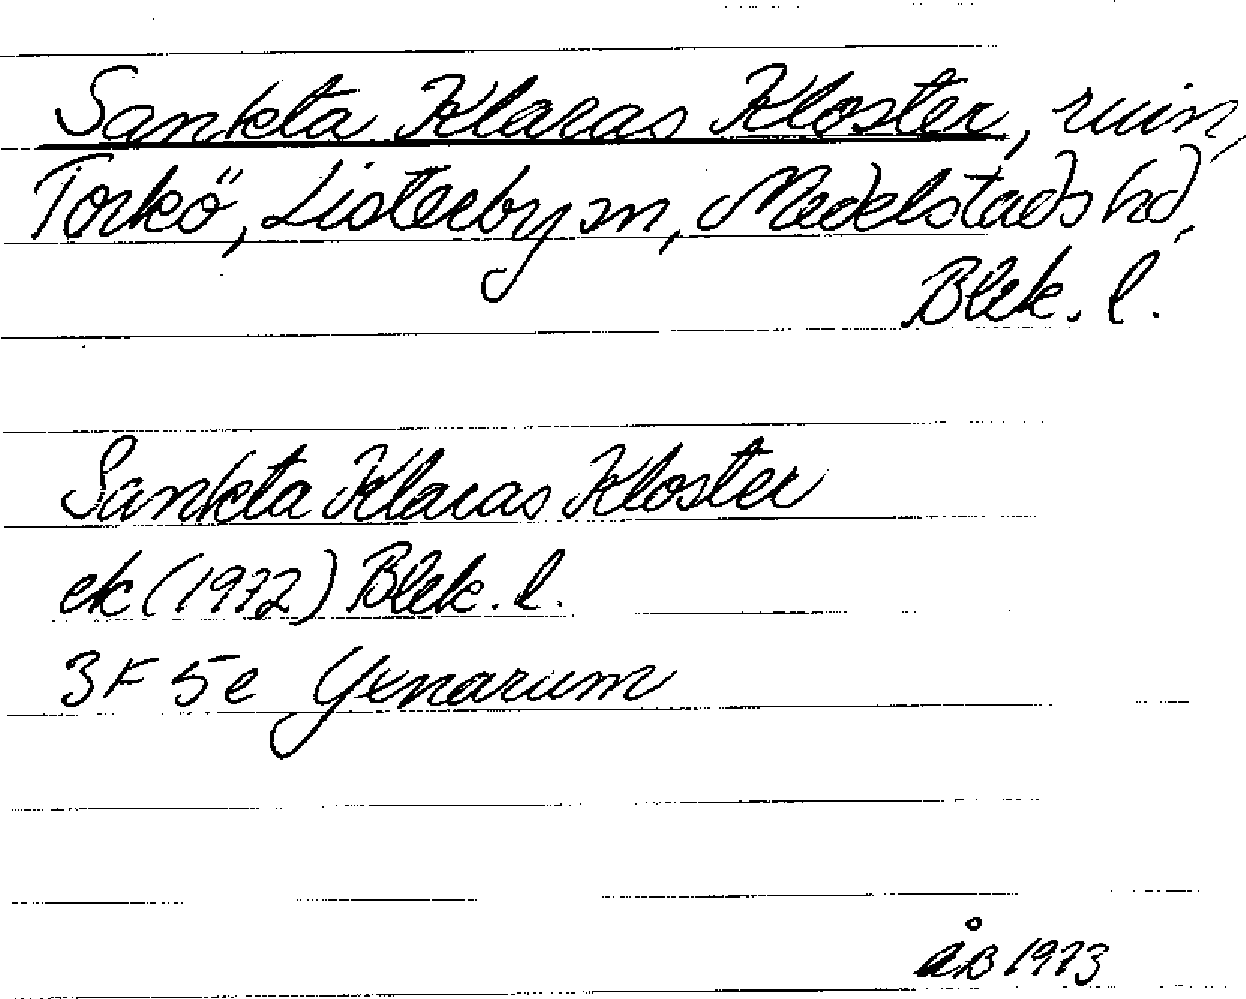 Sankta Klaras Kloster, ruin,
Torkö, Listerby sn, Medelstads hd,
Blek. l.
Sankta Klaras Kloster
ek (1972) Blek. l.
3F 5e Yxnarum
ÅB 1973